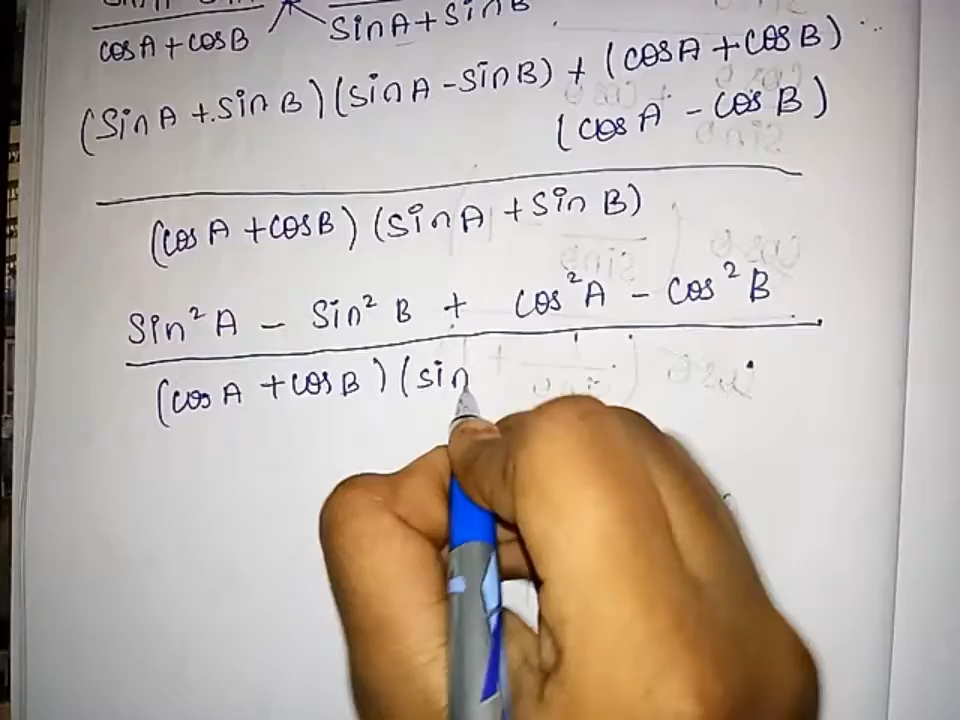 cos A + cos B   sin A + sin B
(sin A + sin B) (sin A - sin B) + (cos A + cos B)
(cos A - cos B)
(cos A + cos B) (sin A + sin B)
sin² A - sin² B + cos² A - cos² B
(cos A + cos B) (sin